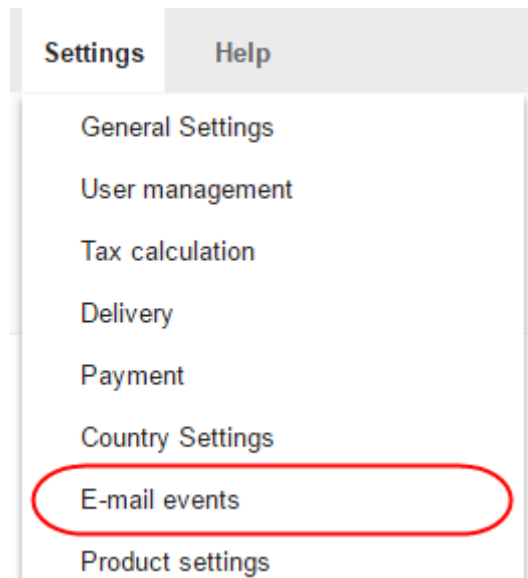 Settings Help
General Settings
User management
Tax calculation
Delivery
Payment
Country Settings
E-mail events
Product settings